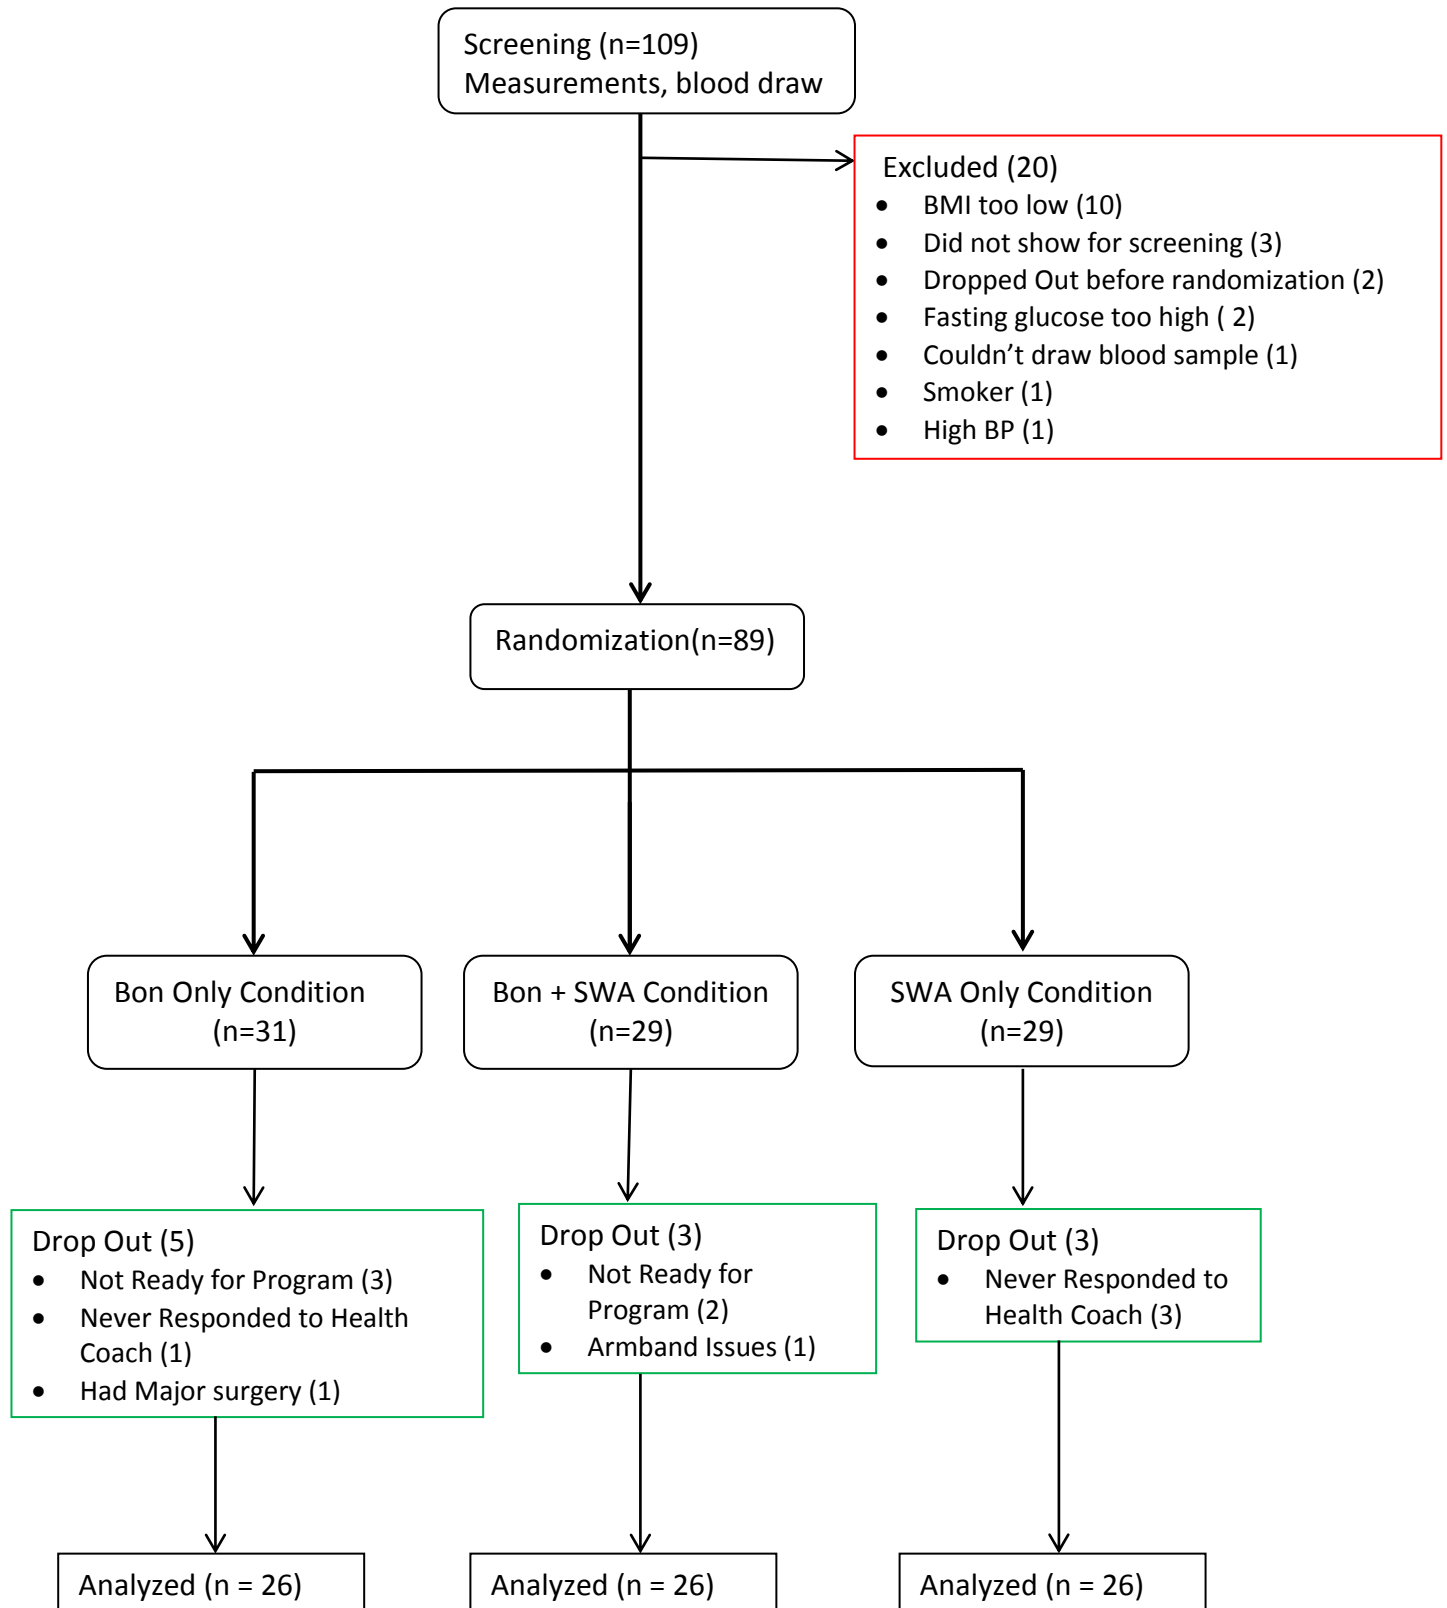 Screening (n=109)
Measurements, blood draw
Excluded (20)
• BMI too low (10)
• Did not show for screening (3)
• Dropped Out before randomization (2)
• Fasting glucose too high ( 2)
• Couldn’t draw blood sample (1)
• Smoker (1)
• High BP (1)
Randomization(n=89)
Bon Only Condition
(n=31)
Bon + SWA Condition
(n=29)
SWA Only Condition
(n=29)
Drop Out (5)
• Not Ready for Program (3)
• Never Responded to Health
Coach (1)
• Had Major surgery (1)
Drop Out (3)
• Not Ready for
Program (2)
• Armband Issues (1)
Drop Out (3)
• Never Responded to
Health Coach (3)
Analyzed (n = 26)
Analyzed (n = 26)
Analyzed (n = 26)